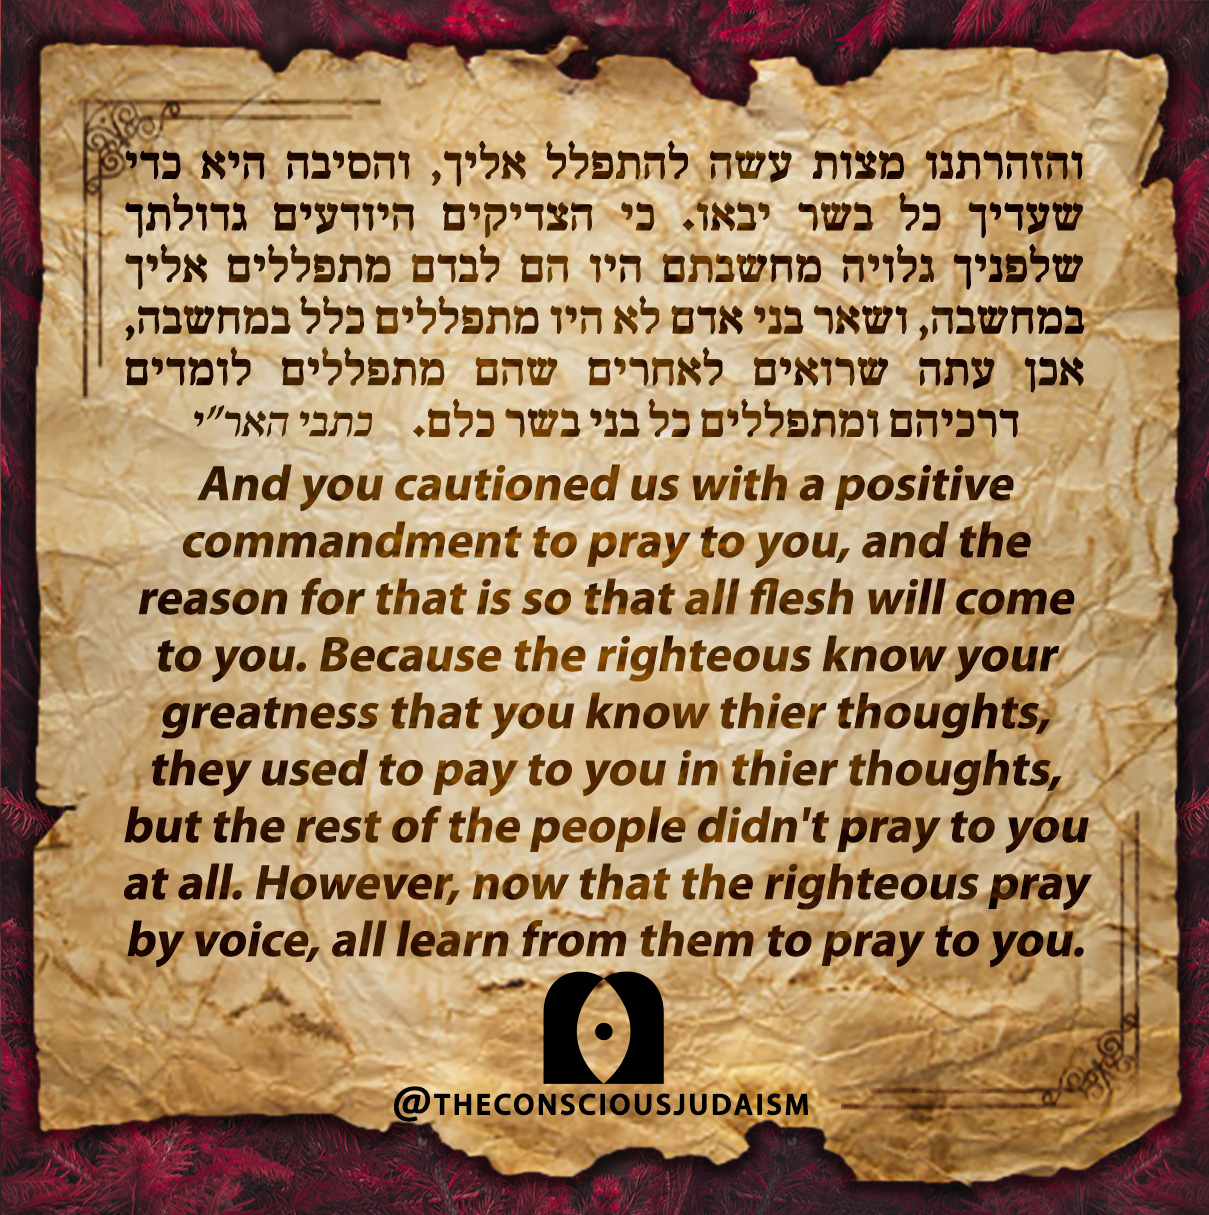 והזהרתנו מצות עשה להתפלל אליך, והסיבה היא כדי
שעדיך כל בשר יבאו. כי הצדיקים היודעים גדולתך
שלפניך גלויה מחשבתם היו הם לבדם מתפללים אליך
במחשבה, ושאר בני אדם לא היו מתפללים כלל במחשבה,
אכן עתה שרואים לאחרים שהם מתפללים לומדים
דרכיהם ומתפללים כל בני בשר כלם. כתבי האר"י
And you cautioned us with a positive
commandment to pray to you, and the
reason for that is so that all flesh will come
to you. Because the righteous know your
greatness that you know thier thoughts,
they used to pay to you in thier thoughts,
but the rest of the people didn't pray to you
at all. However, now that the righteous pray
by voice, all learn from them to pray to you.
@THECONSCIOUSJUDAISM